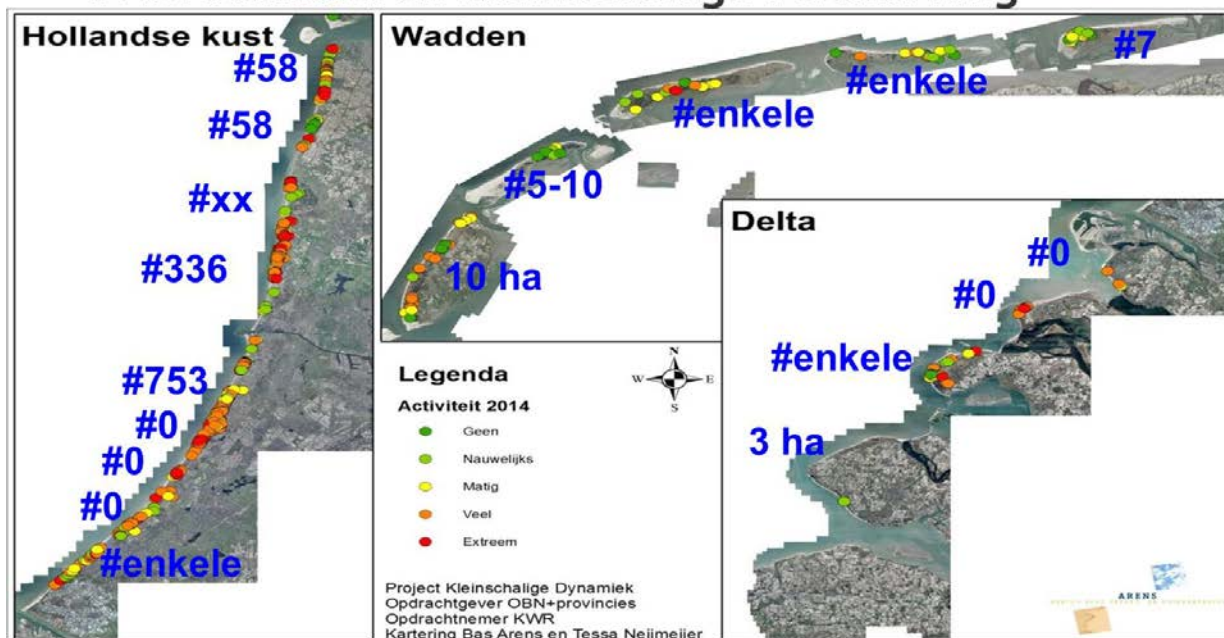 Hollandse kust
#58
#58
#xx
#336
#753
#0
#0
#0
#enkele
Wadden
#7
#enkele
#enkele
#5-10
10 ha
Delta
#0
#0
#enkele
3 ha
N
W E
S
Legenda
Activiteit 2014
Geen
Nauwelijks
Matig
Veel
Extreem
Project Kleinschalige Dynamiek
Opdrachtgever OBN+provincies
Opdrachtnemer KWR
Kartering Bas Arens en Tessa Neijmeijer
ARENS